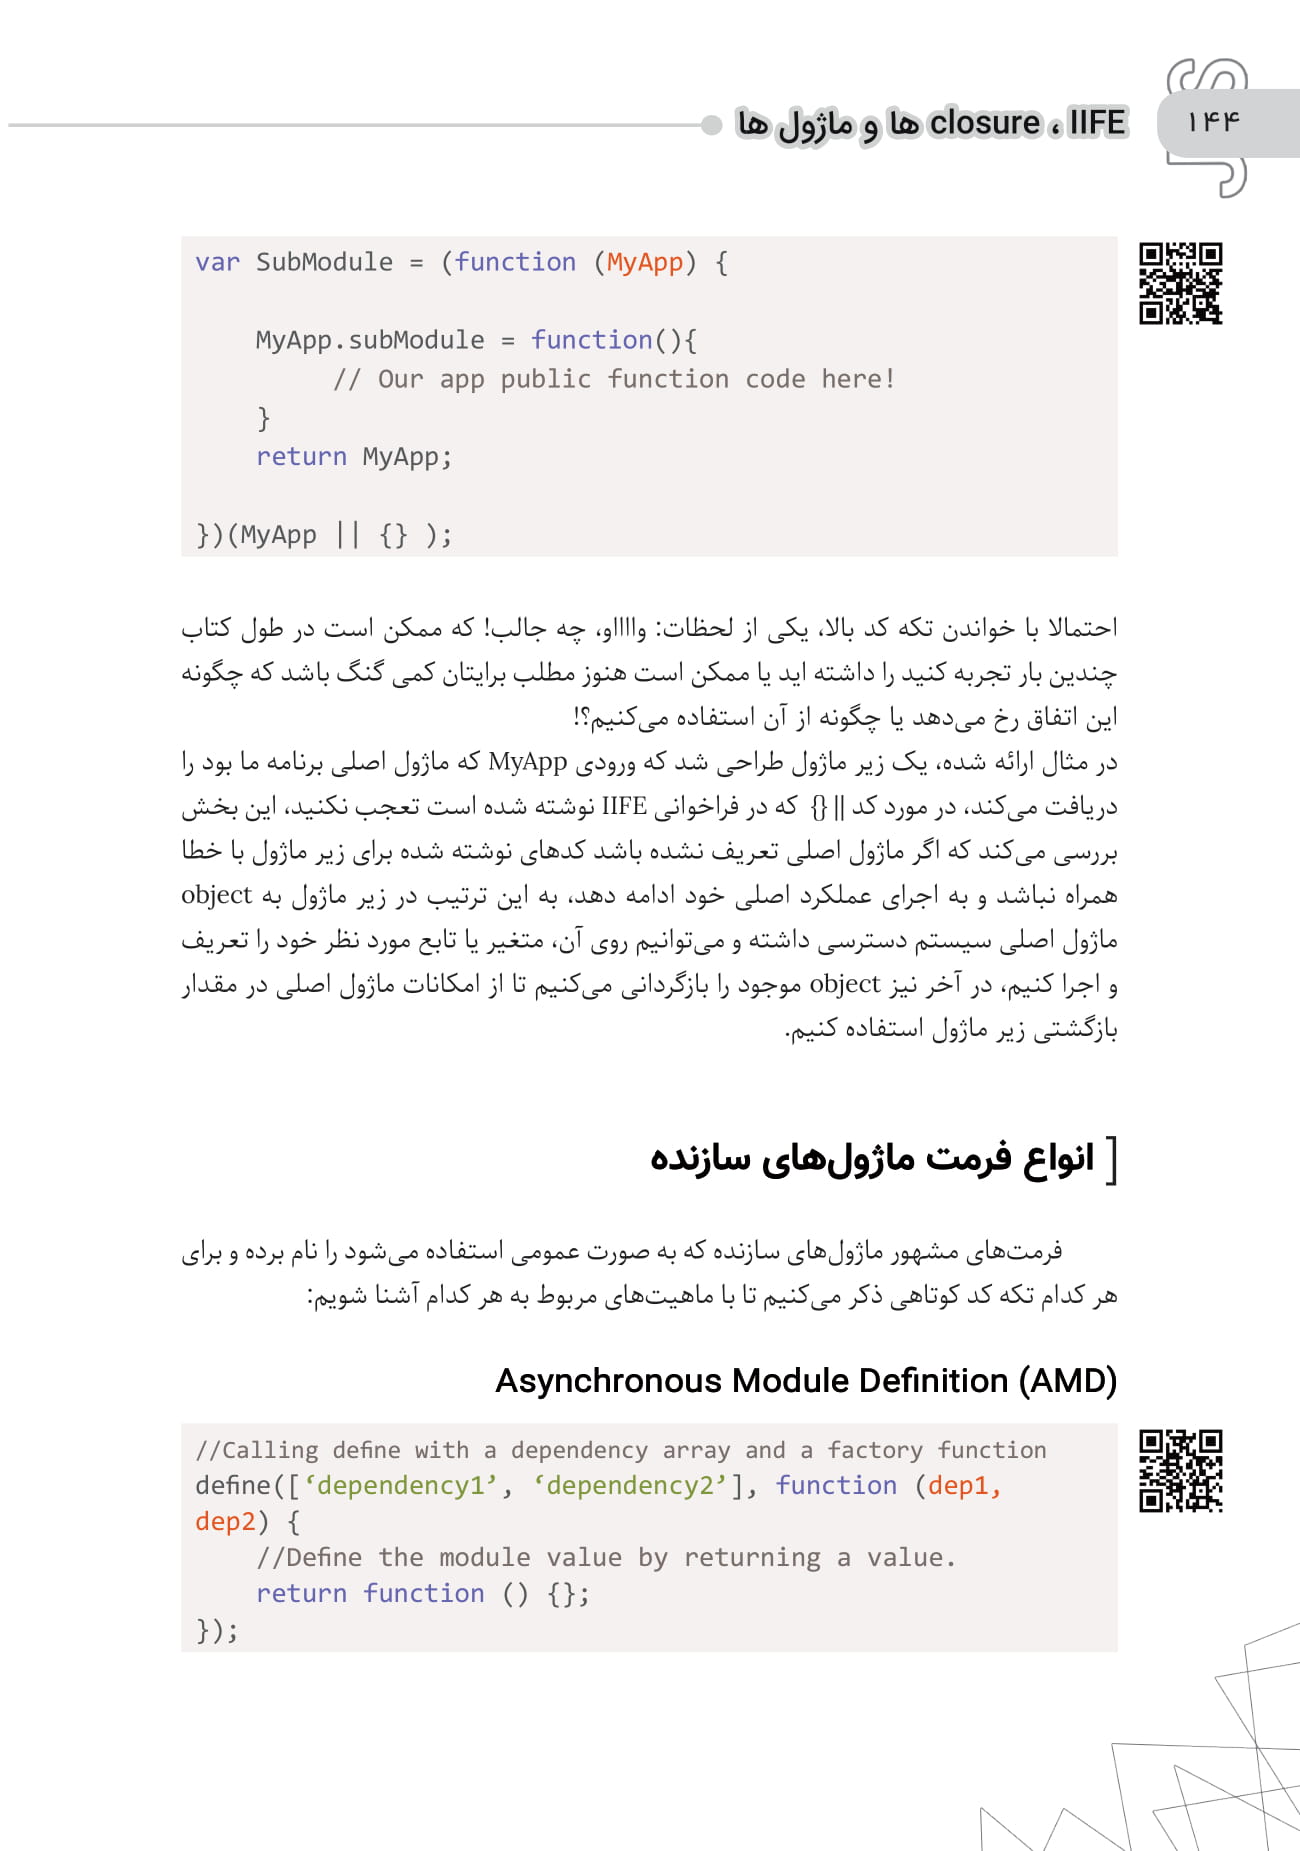 ۱۴۴
IIFE ، closure ها و ماژول ها
var SubModule = (function (MyApp) {
MyApp.subModule = function(){
// Our app public function code here!
}
return MyApp;
})(MyApp || {} );
احتمالا با خواندن تکه کد بالا، یکی از لحظات: وااااو، چه جالب! که ممکن است در طول کتاب
چندین بار تجربه کنید را داشته اید یا ممکن است هنوز مطلب برایتان کمی گنگ باشد که چگونه
این اتفاق رخ می‌دهد یا چگونه از آن استفاده می‌کنیم؟!
در مثال ارائه شده، یک زیر ماژول طراحی شد که ورودی MyApp که ماژول اصلی برنامه ما بود را
دریافت می‌کند، در مورد کد || {} که در فراخوانی IIFE نوشته شده است تعجب نکنید، این بخش
بررسی می‌کند که اگر ماژول اصلی تعریف نشده باشد کدهای نوشته شده برای زیر ماژول با خطا
همراه نباشد و به اجرای عملکرد اصلی خود ادامه دهد، به این ترتیب در زیر ماژول به object
ماژول اصلی سیستم دسترسی داشته و می‌توانیم روی آن، متغیر یا تابع مورد نظر خود را تعریف
و اجرا کنیم، در آخر نیز object موجود را بازگردانی می‌کنیم تا از امکانات ماژول اصلی در مقدار
بازگشتی زیر ماژول استفاده کنیم.
[ انواع فرمت ماژول‌های سازنده
فرمت‌های مشهور ماژول‌های سازنده که به صورت عمومی استفاده می‌شود را نام برده و برای
هر کدام تکه کد کوتاهی ذکر می‌کنیم تا با ماهیت‌های مربوط به هر کدام آشنا شویم:
Asynchronous Module Definition (AMD)
//Calling define with a dependency array and a factory function
define([‘dependency1’, ‘dependency2’], function (dep1,
dep2) {
//Define the module value by returning a value.
return function () {};
});